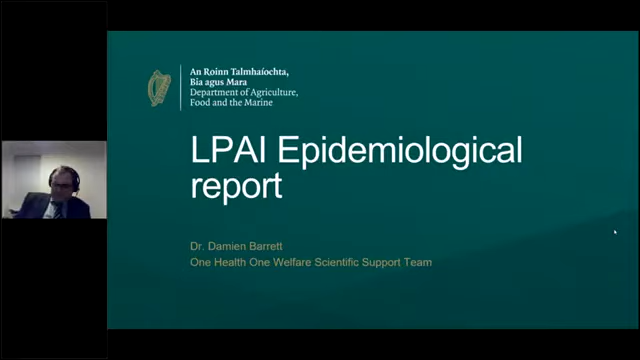 An Roinn Talmhaíochta,
Bia agus Mara
Department of Agriculture,
Food and the Marine
LPAI Epidemiological
report
Dr. Damien Barrett
One Health One Welfare Scientific Support Team